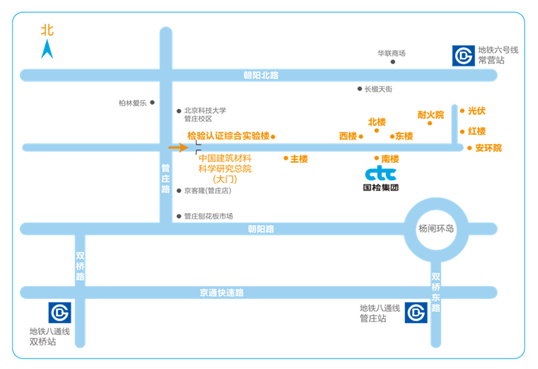 北
华联商场
地铁六号线
常营站
朝阳北路
长楹天街
柏林爱乐
北京科技大学
管庄校区
耐火院
光伏
北楼
检验认证综合实验楼
西楼
东楼
红楼
安环院
中国建筑材料
科学研究总院
(大门)
主楼
南楼
管庄路
ctc
国检集团
京客隆(管庄店)
管庄刨花板市场
朝阳路
杨闸环岛
双桥路
双桥东路
京通快速路
地铁八通线
双桥站
地铁八通线
管庄站